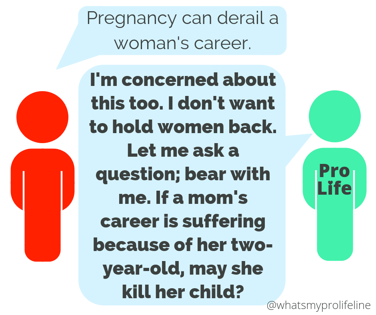 Pregnancy can derail a
woman's career.
I'm concerned about
this too. I don't want
to hold women back.
Let me ask a
question; bear with
me. If a mom's
career is suffering
because of her two-
year-old, may she
kill her child?
Pro
Life
@whatsmyprolifeline